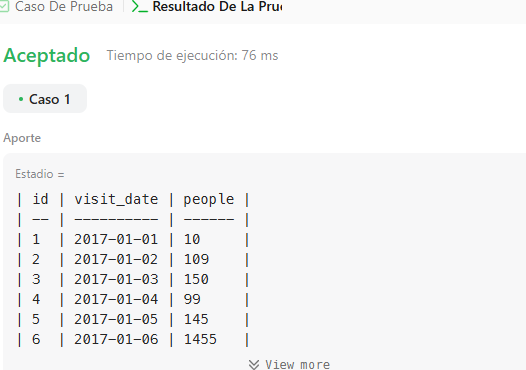 Caso De Prueba | Resultado De La Pru
Aceptado Tiempo de ejecución: 76 ms
• Caso 1
Aporte
Estadio =
| id | visit_date | people |
| -- | ---------- | ------ |
| 1 | 2017-01-01 | 10 |
| 2 | 2017-01-02 | 109 |
| 3 | 2017-01-03 | 150 |
| 4 | 2017-01-04 | 99 |
| 5 | 2017-01-05 | 145 |
| 6 | 2017-01-06 | 1455 |
View more